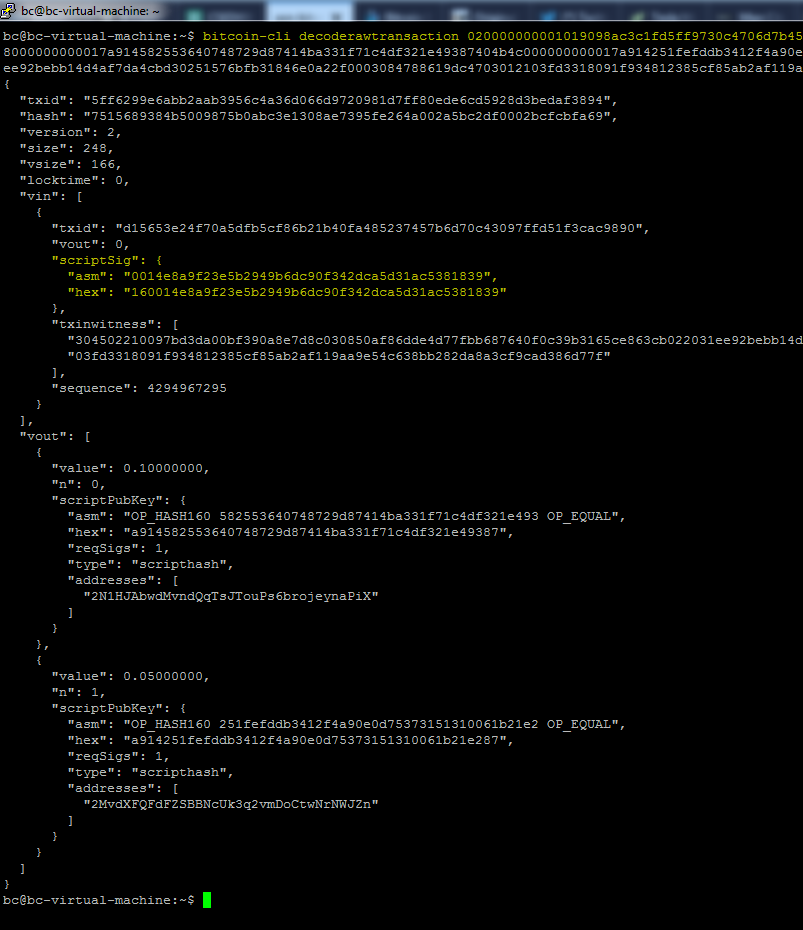 bc@bc-virtual-machine: ~
bc@bc-virtual-machine:~$ bitcoin-cli decoderawtransaction 020000000001019098ac3c1fd5ff9730c4706d7b45
8000000000017a914582553640748729d87414ba331f71c4df321e49387404b4c000000000017a914251fefddb3412f4a90e
ee92bebb14d4af7da4cbd30251576bfb31846e0a22f0003084788619dc4703012103fd3318091f934812385cf85ab2af119a
{
  "txid": "5ff6299e6abb2aab3956c4a36d066d9720981d7ff80ede6cd5928d3bedaf3894",
  "hash": "7515689384b5009875b0abc3e1308ae7395fe264a002a5bc2df0002bcfcbfa69",
  "version": 2,
  "size": 248,
  "vsize": 166,
  "locktime": 0,
  "vin": [
    {
      "txid": "d15653e24f70a5dfb5cf86b21b40fa485237457b6d70c43097ffd51f3cac9890",
      "vout": 0,
      "scriptSig": {
        "asm": "0014e8a9f23e5b2949b6dc90f342dca5d31ac5381839",
        "hex": "160014e8a9f23e5b2949b6dc90f342dca5d31ac5381839"
      },
      "txinwitness": [
        "304502210097bd3da00bf390a8e7d8c030850af86dde4d77fbb687640f0c39b3165ce863cb022031ee92bebb14d
        "03fd3318091f934812385cf85ab2af119aa9e54c638bb282da8a3cf9cad386d77f"
      ],
      "sequence": 4294967295
    }
  ],
  "vout": [
    {
      "value": 0.10000000,
      "n": 0,
      "scriptPubKey": {
        "asm": "OP_HASH160 582553640748729d87414ba331f71c4df321e493 OP_EQUAL",
        "hex": "a914582553640748729d87414ba331f71c4df321e49387",
        "reqSigs": 1,
        "type": "scripthash",
        "addresses": [
          "2N1HJAbwdMvndQqTsJTouPs6brojeynaPiX"
        ]
      }
    },
    {
      "value": 0.05000000,
      "n": 1,
      "scriptPubKey": {
        "asm": "OP_HASH160 251fefddb3412f4a90e0d75373151310061b21e2 OP_EQUAL",
        "hex": "a914251fefddb3412f4a90e0d75373151310061b21e287",
        "reqSigs": 1,
        "type": "scripthash",
        "addresses": [
          "2MvdXFQFdFZSBBNcUk3q2vmDoCtwNrNWJZn"
        ]
      }
    }
  ]
}
bc@bc-virtual-machine:~$